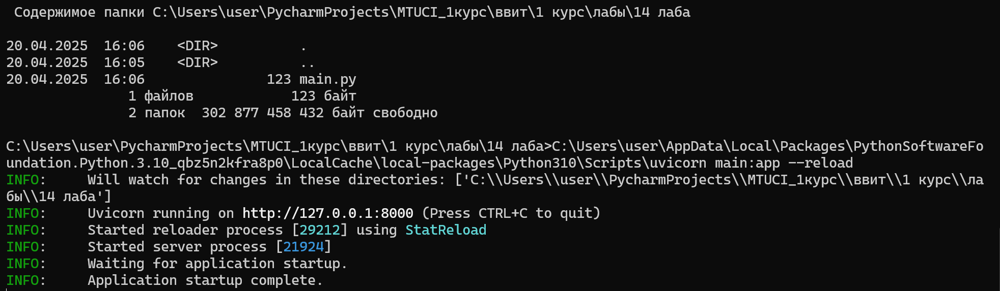 Содержимое папки C:\Users\user\PycharmProjects\MTUCI_1курс\ввит\1 курс\лабы\14 лаба
20.04.2025  16:06    <DIR>          .
20.04.2025  16:05    <DIR>          ..
20.04.2025  16:06               123 main.py
1 файлов            123 байт
2 папок  302 877 458 432 байт свободно
C:\Users\user\PycharmProjects\MTUCI_1курс\ввит\1 курс\лабы\14 лаба>C:\Users\user\AppData\Local\Packages\PythonSoftwareFo
undation.Python.3.10_qbz5n2kfra8p0\LocalCache\local-packages\Python310\Scripts\uvicorn main:app --reload
INFO:     Will watch for changes in these directories: ['C:\\Users\\user\\PycharmProjects\\MTUCI_1курс\\ввит\\1 курс\\ла
бы\\14 лаба']
INFO:     Uvicorn running on http://127.0.0.1:8000 (Press CTRL+C to quit)
INFO:     Started reloader process [29212] using StatReload
INFO:     Started server process [21924]
INFO:     Waiting for application startup.
INFO:     Application startup complete.